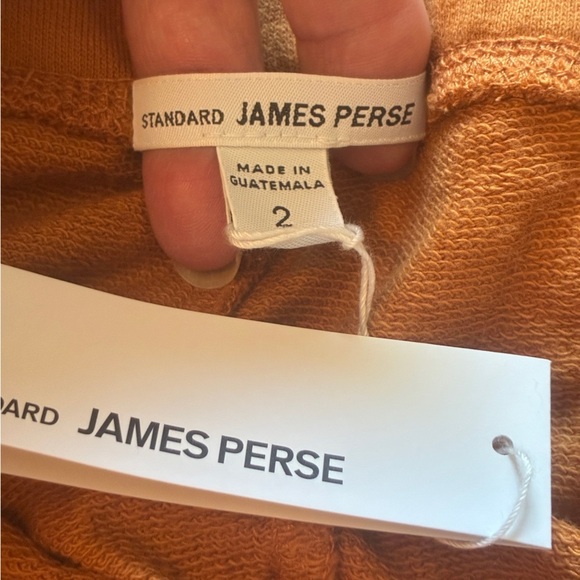 STANDARD JAMES PERSE
MADE IN
GUATEMALA
2
DARD JAMES PERSE